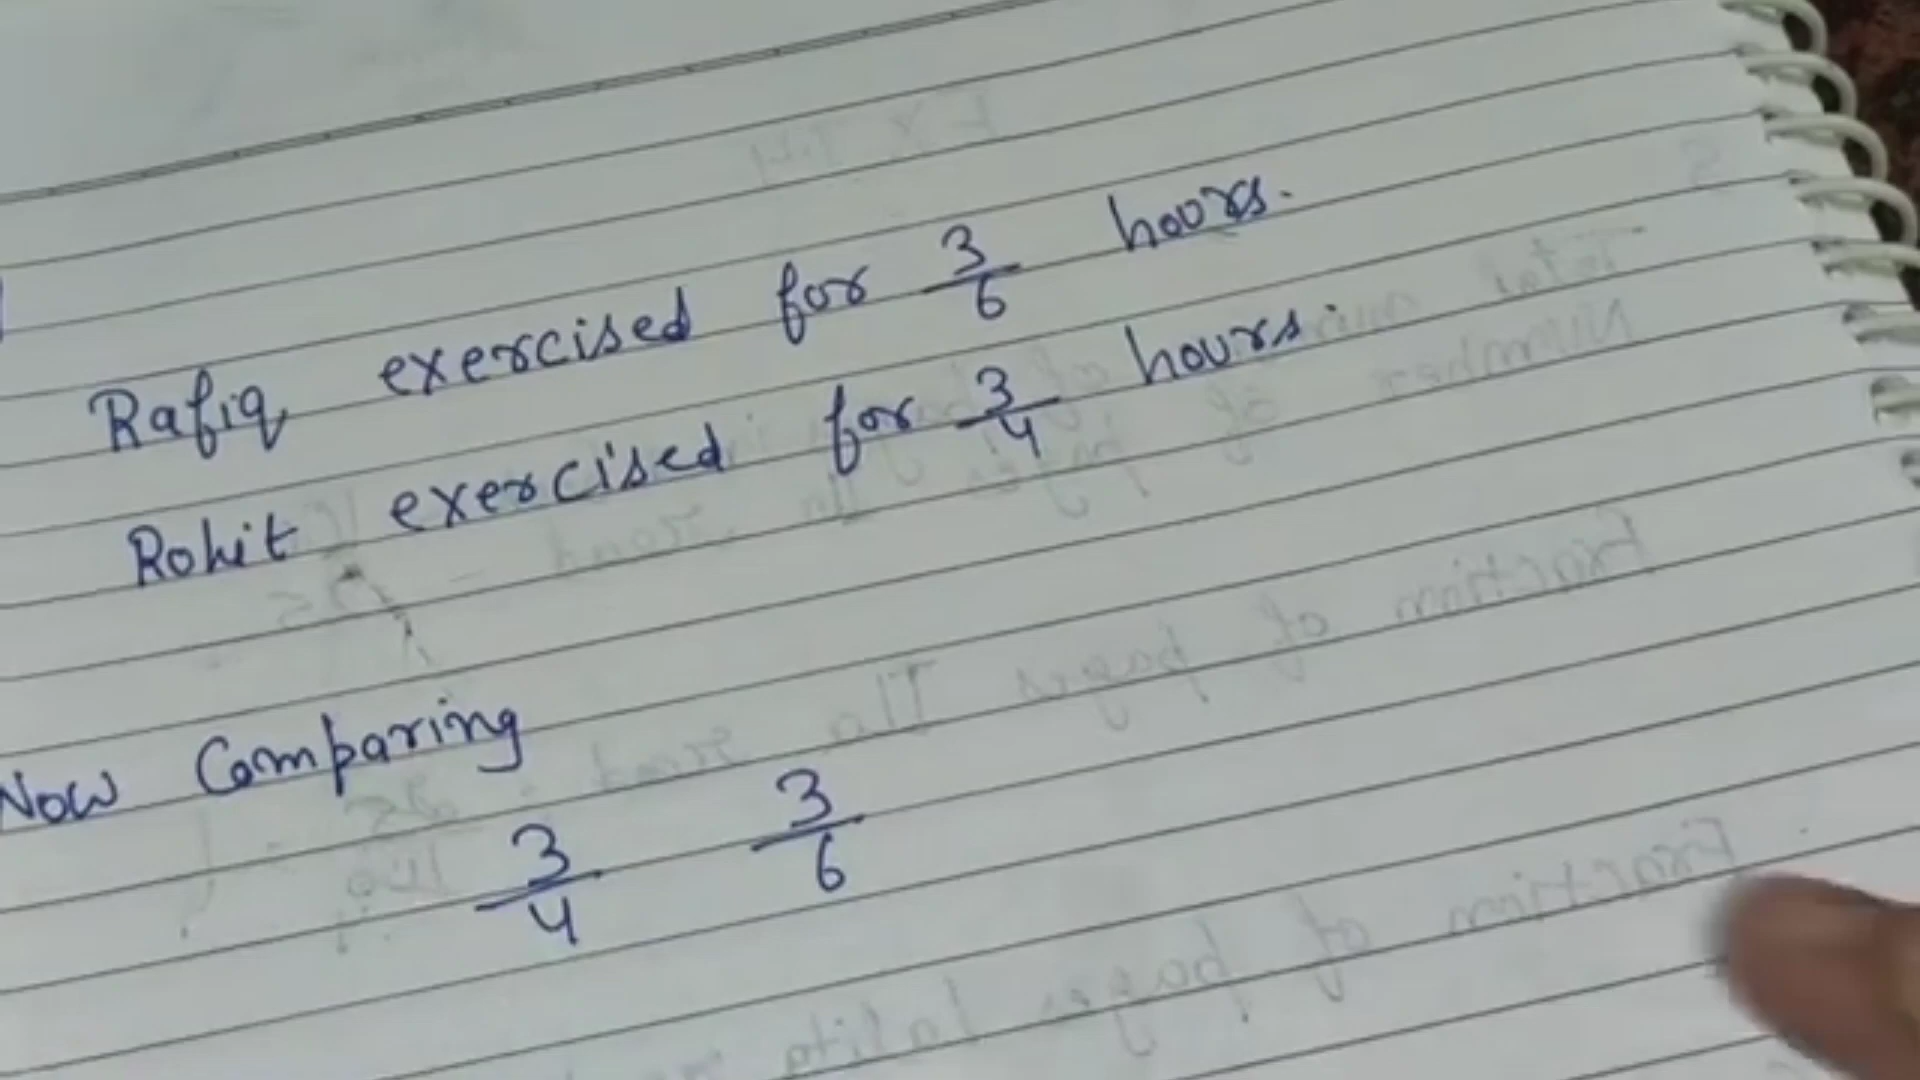 Rafiq exercised for 3/6 hours.
Rohit exercised for 3/4 hours.
Now Comparing
3/4 3/6